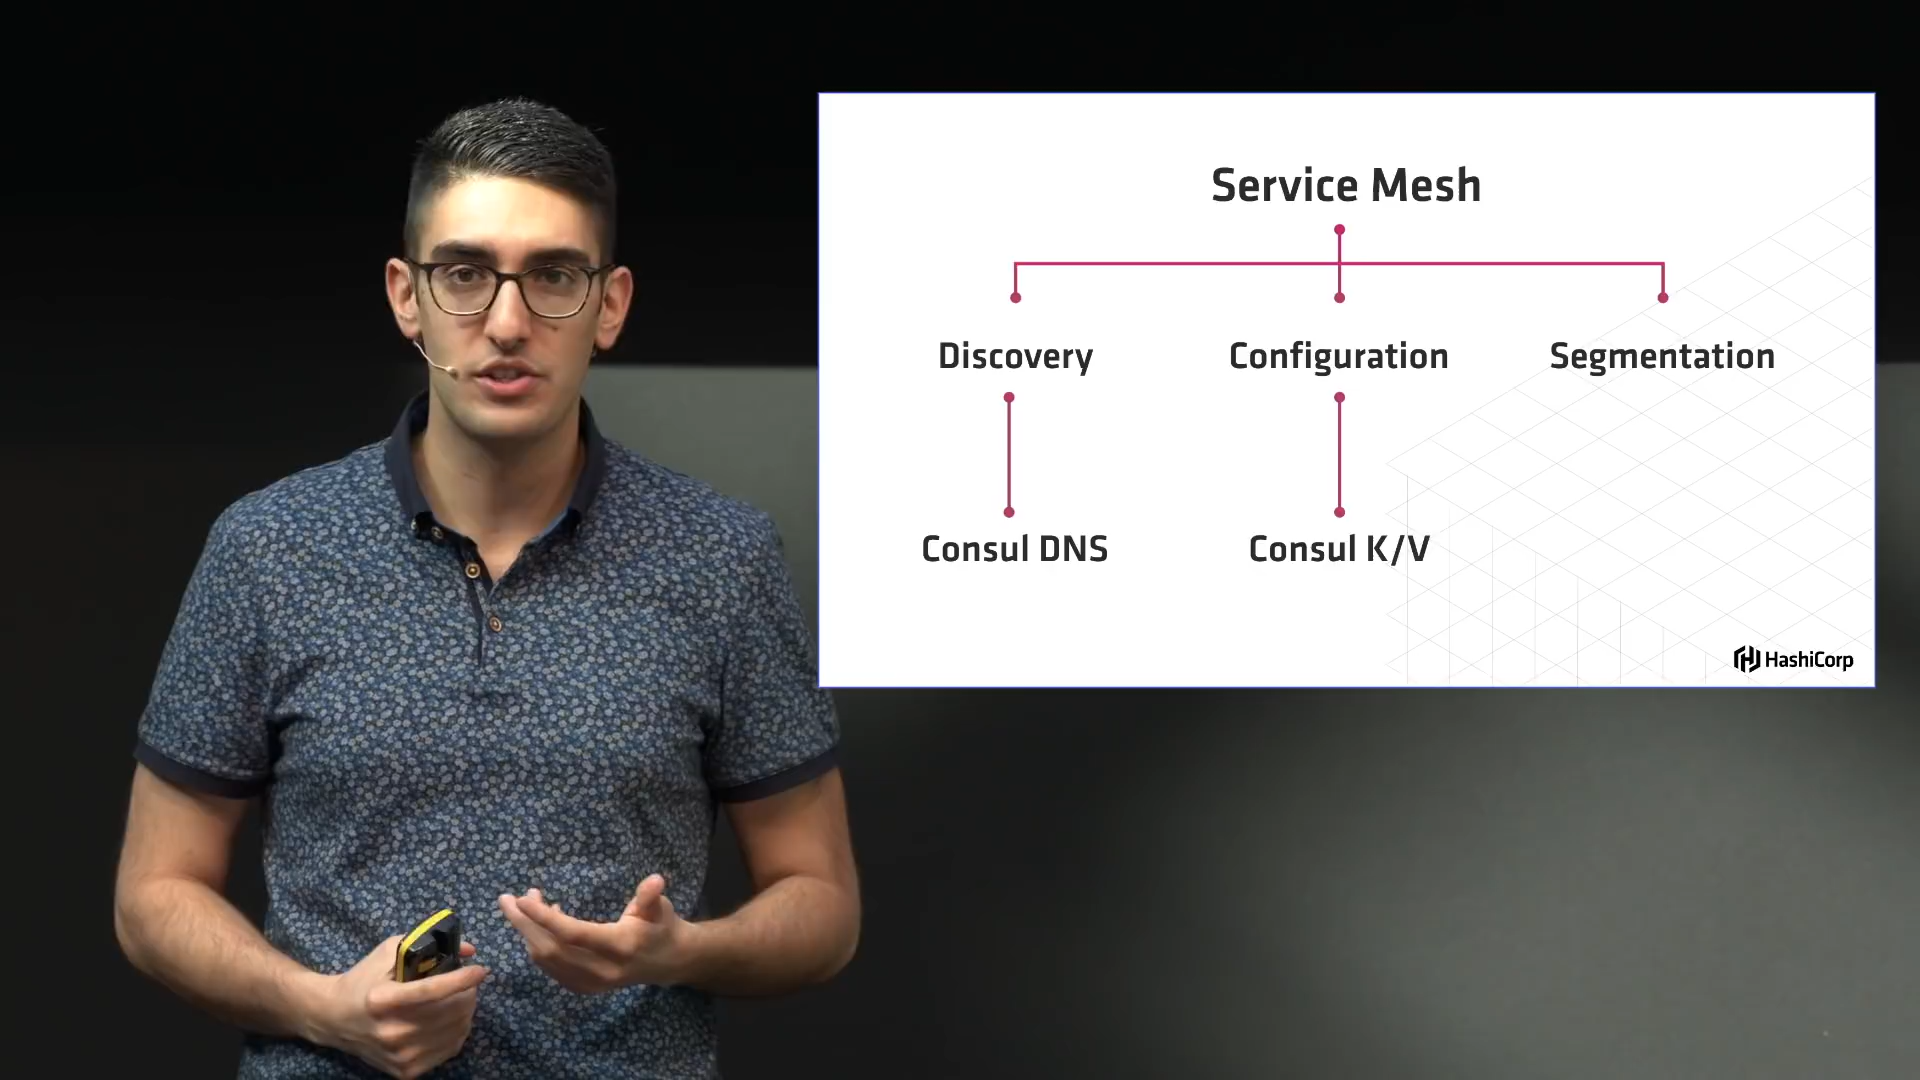 Service Mesh
Discovery
Configuration
Segmentation
Consul DNS
Consul K/V
HashiCorp